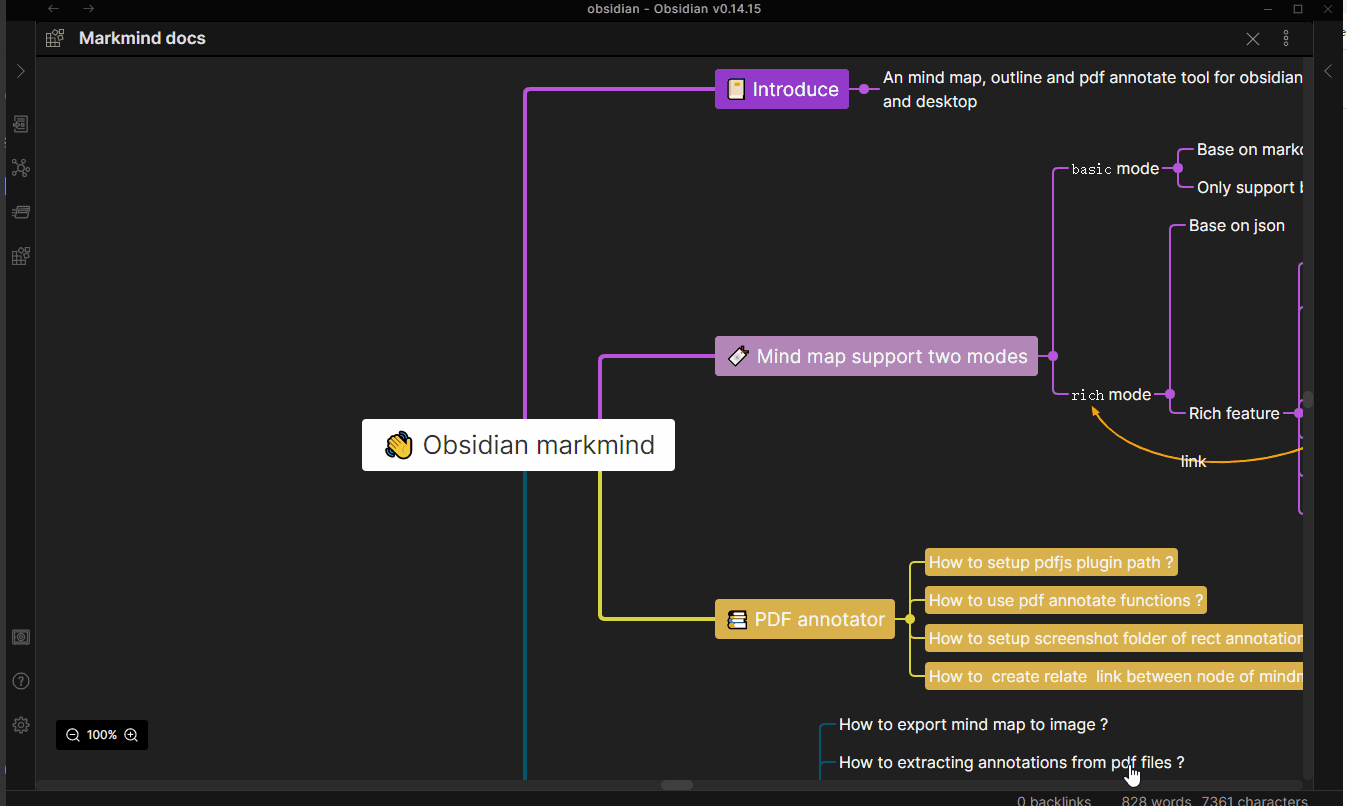 obsidian - Obsidian v0.14.15
Markmind docs
Introduce
An mind map, outline and pdf annotate tool for obsidian
and desktop
basic mode
Base on
Only support
Base on json
Mind map support two modes
rich mode
Rich feature
link
Obsidian markmind
How to setup pdfjs plugin path ?
How to use pdf annotate functions ?
PDF annotator
How to setup screenshot folder of rect annotation
How to  create relate  link between node of
How to export mind map to image ?
100%
How to extracting annotations from pdf files ?
0 backlinks 828 words 7361 characters